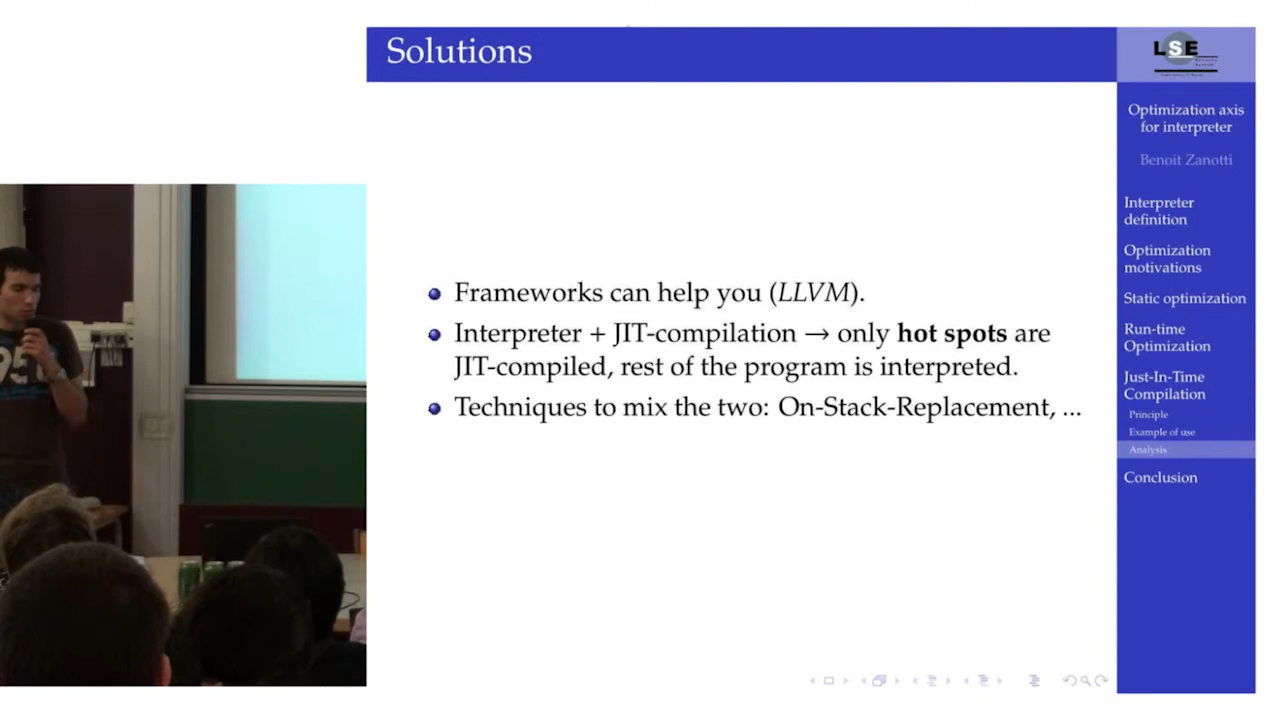 Solutions
Frameworks can help you (LLVM).
Interpreter + JIT-compilation → only hot spots are
JIT-compiled, rest of the program is interpreted.
Techniques to mix the two: On-Stack-Replacement, ...
LSE
Optimization axis
for interpreter
Benoit Zanotti
Interpreter
definition
Optimization
motivations
Static optimization
Run-time
Optimization
Just-In-Time
Compilation
Principle
Example of use
Analysis
Conclusion